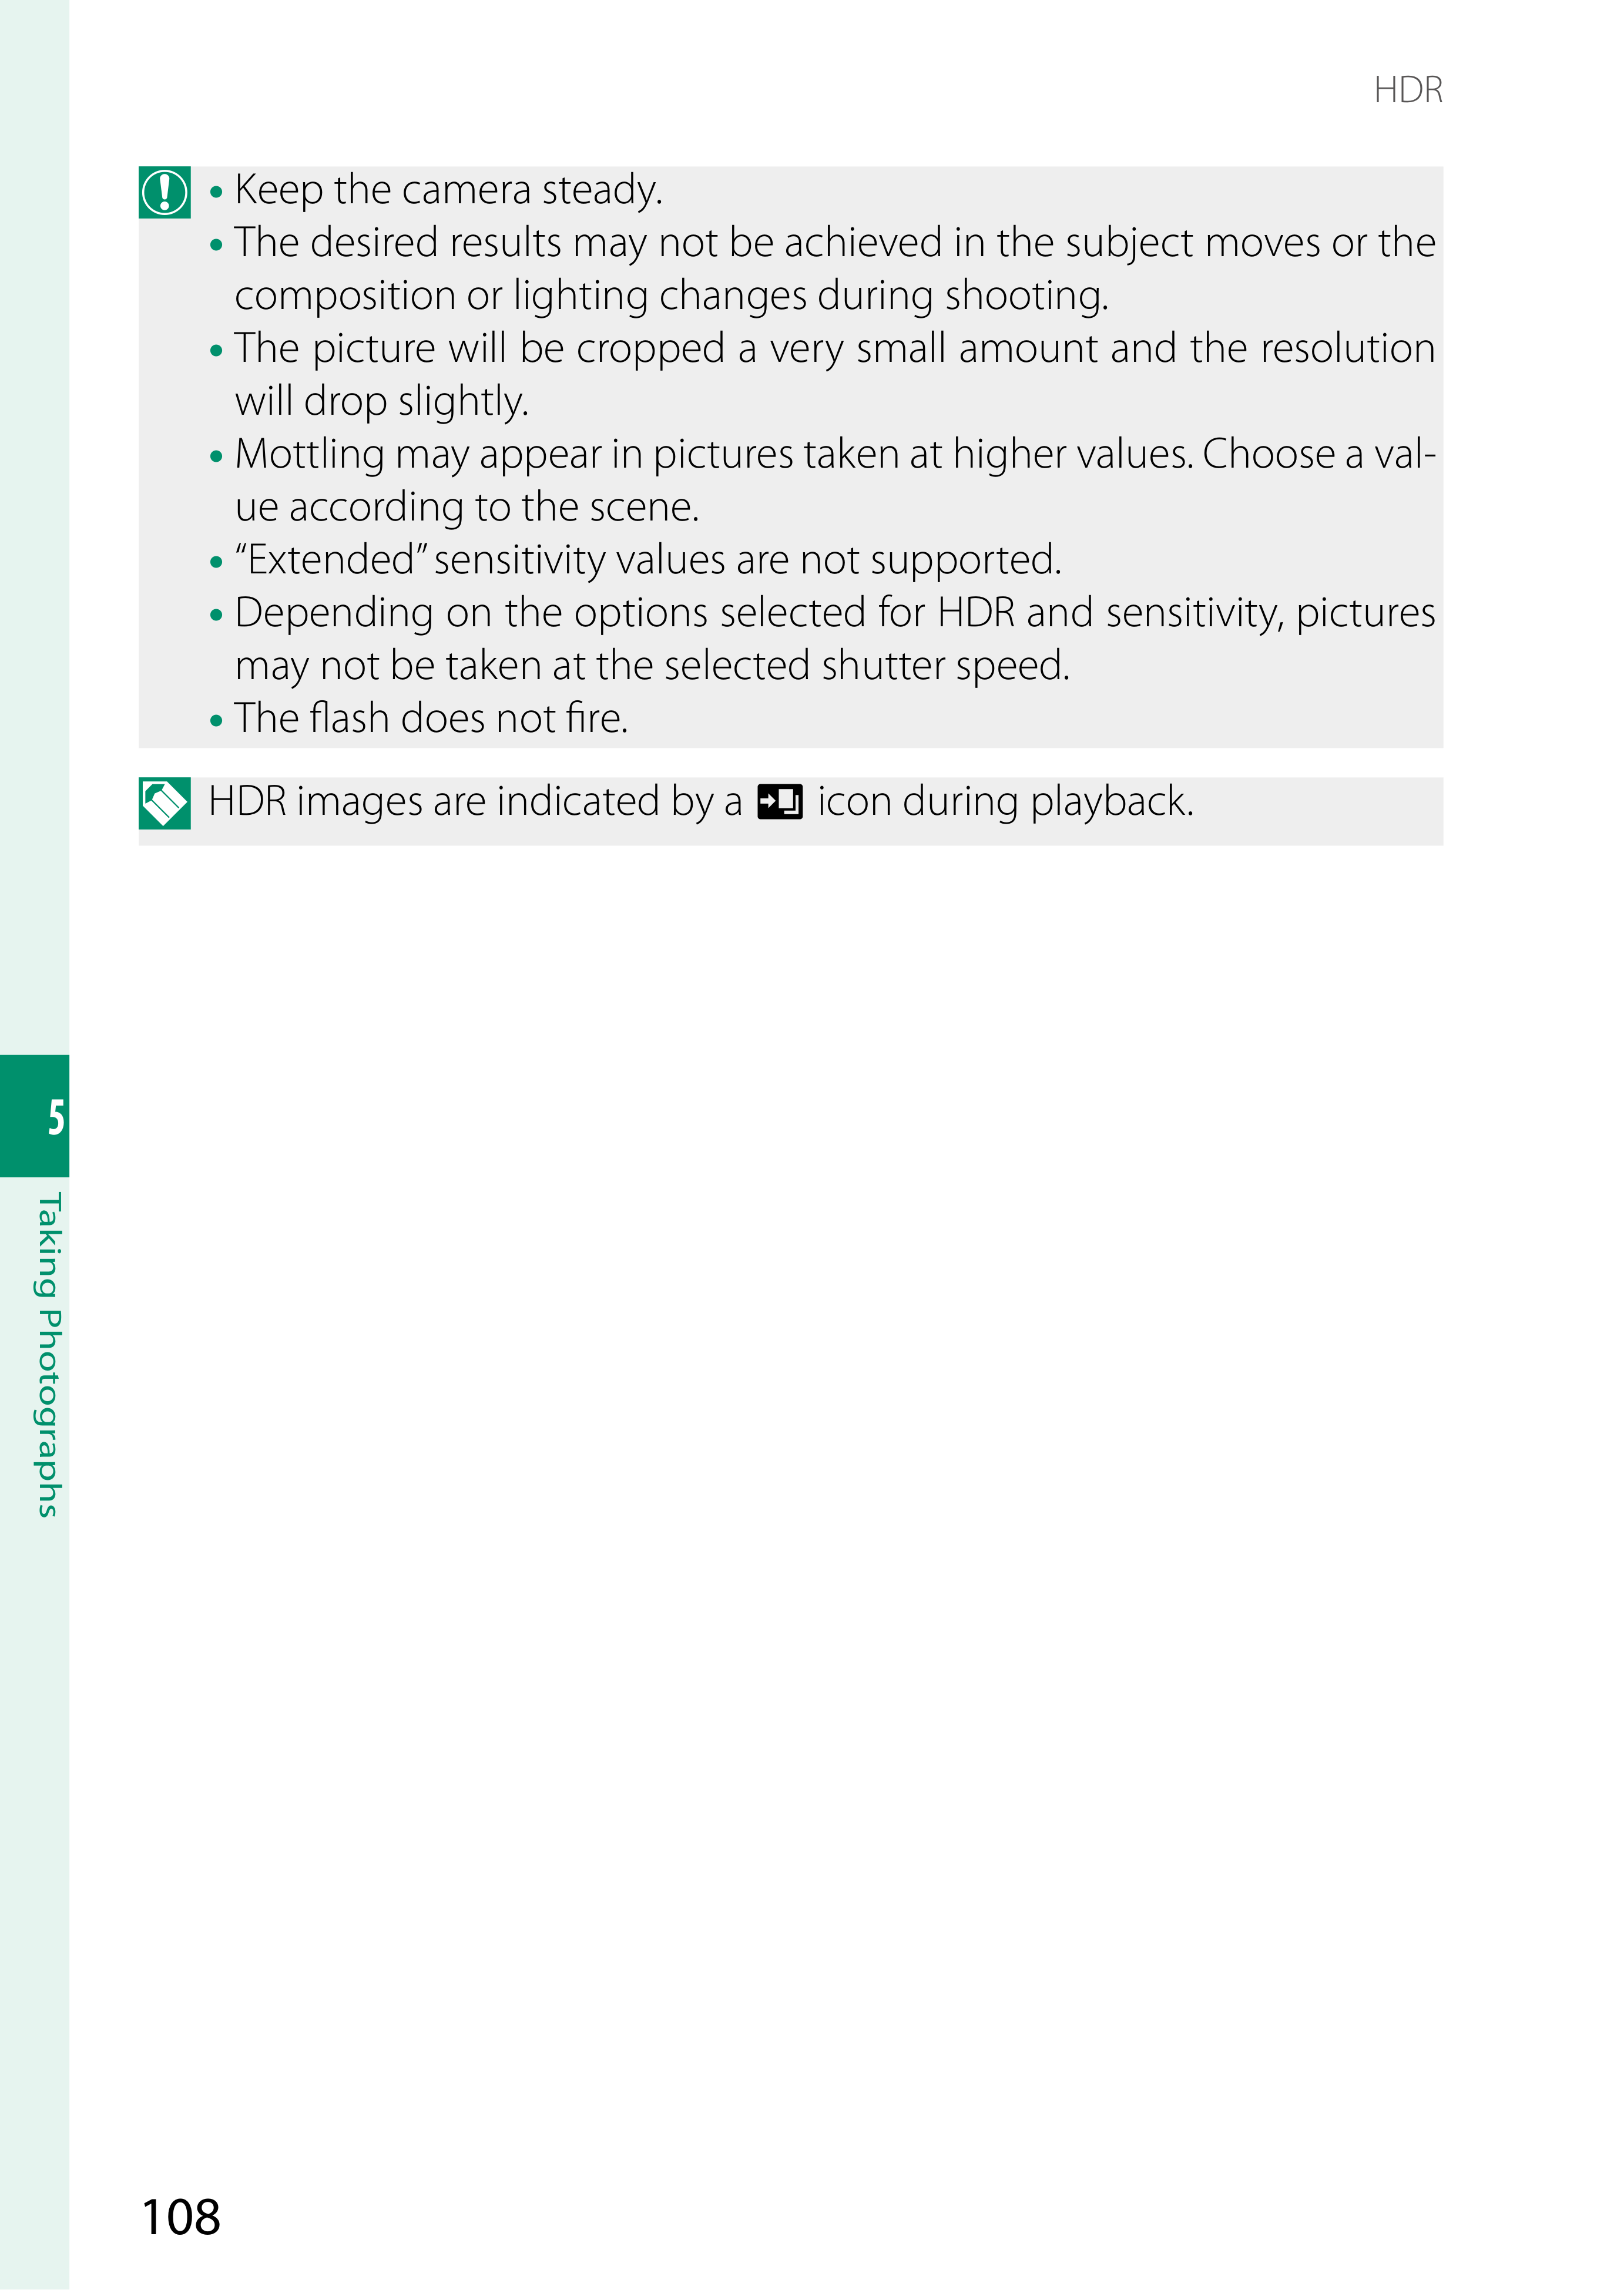 HDR
• Keep the camera steady.
• The desired results may not be achieved in the subject moves or the
composition or lighting changes during shooting.
• The picture will be cropped a very small amount and the resolution
will drop slightly.
• Mottling may appear in pictures taken at higher values. Choose a val-
ue according to the scene.
• “Extended” sensitivity values are not supported.
• Depending on the options selected for HDR and sensitivity, pictures
may not be taken at the selected shutter speed.
• The flash does not fire.
HDR images are indicated by a icon during playback.
5
Taking Photographs
108